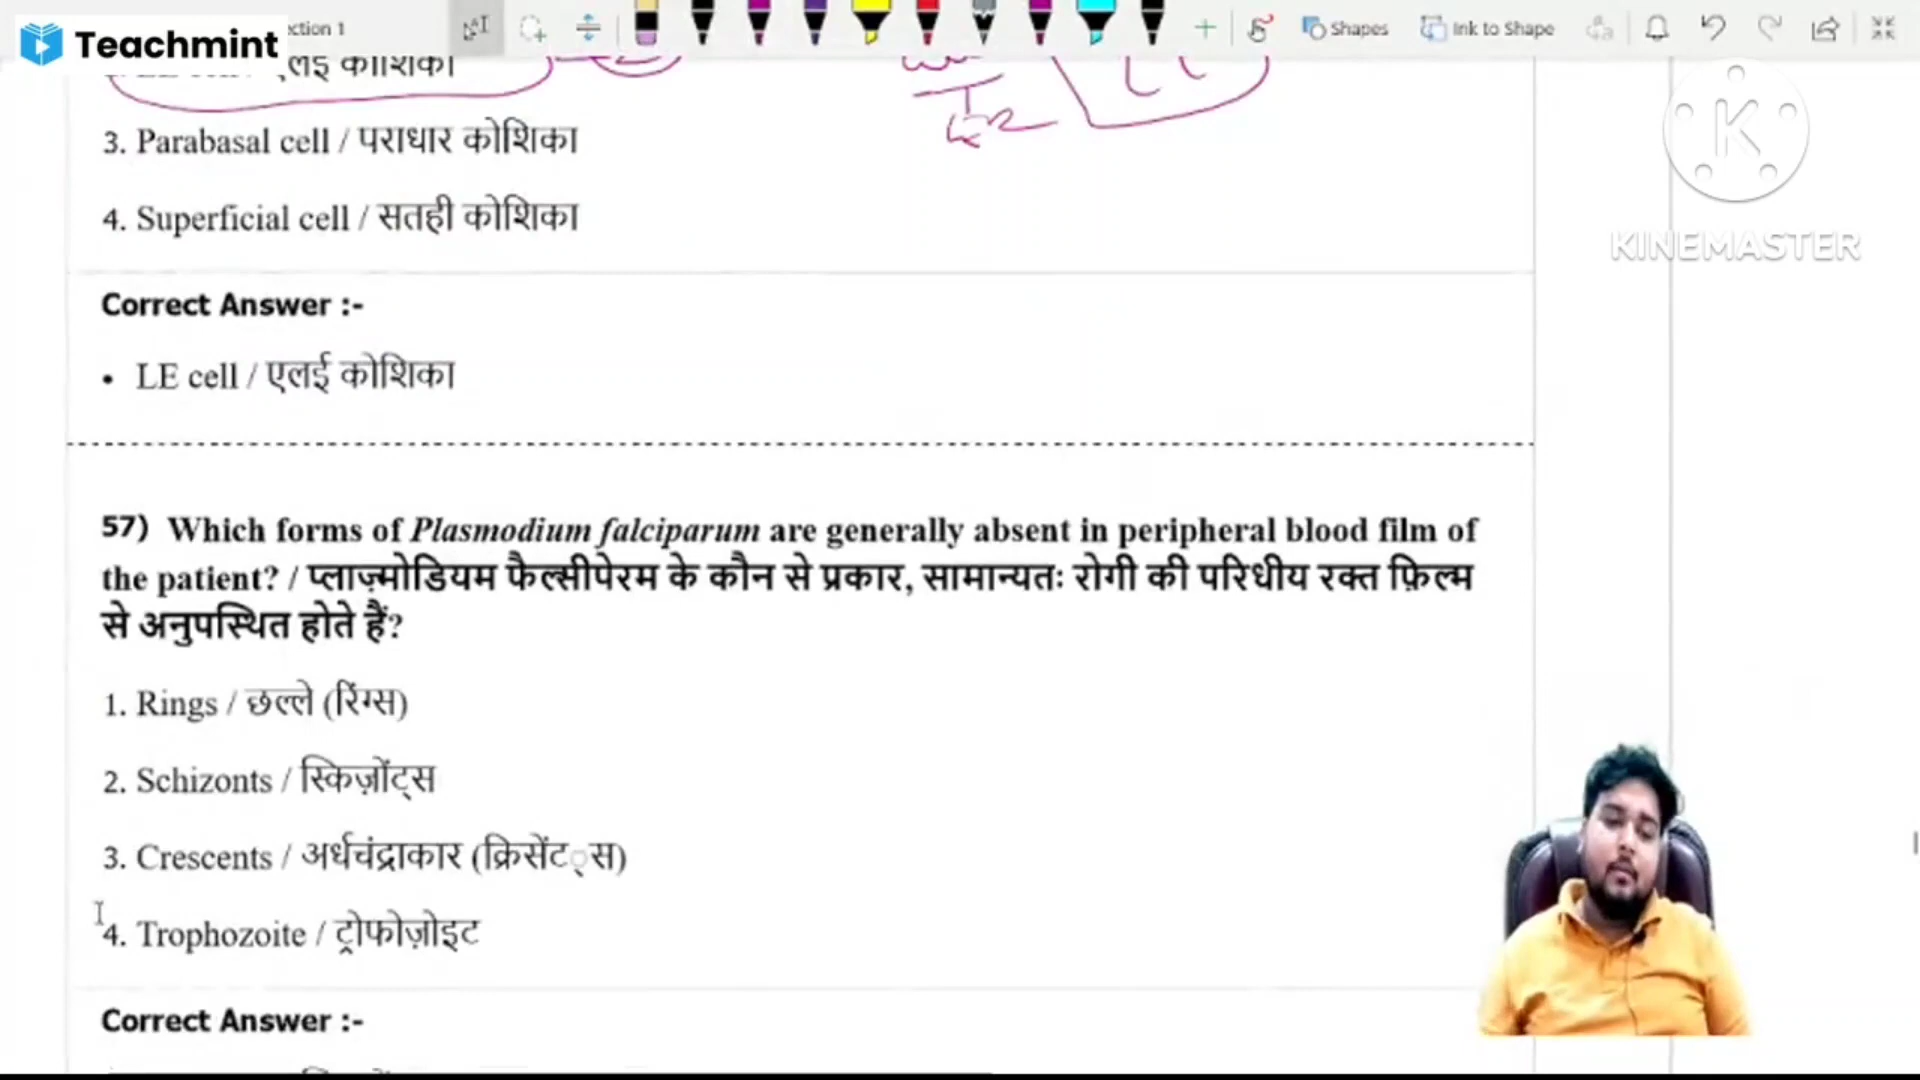 Teachmint
ction 1
Shapes
Ink to Shape
एलई कोशिका
3. Parabasal cell / पराधार कोशिका
4. Superficial cell / सतही कोशिका
KINEMASTER
Correct Answer :-
• LE cell / एलई कोशिका
57) Which forms of Plasmodium falciparum are generally absent in peripheral blood film of
the patient? / प्लाज़्मोडियम फैल्सीपेरम के कौन से प्रकार, सामान्यतः रोगी की परिधीय रक्त फ़िल्म
से अनुपस्थित होते हैं?
1. Rings / छल्ले (रिंग्स)
2. Schizonts / स्किज़ोंट्स
3. Crescents / अर्धचंद्राकार (क्रिसेंट्स)
4. Trophozoite / ट्रोफोज़ोइट
Correct Answer :-